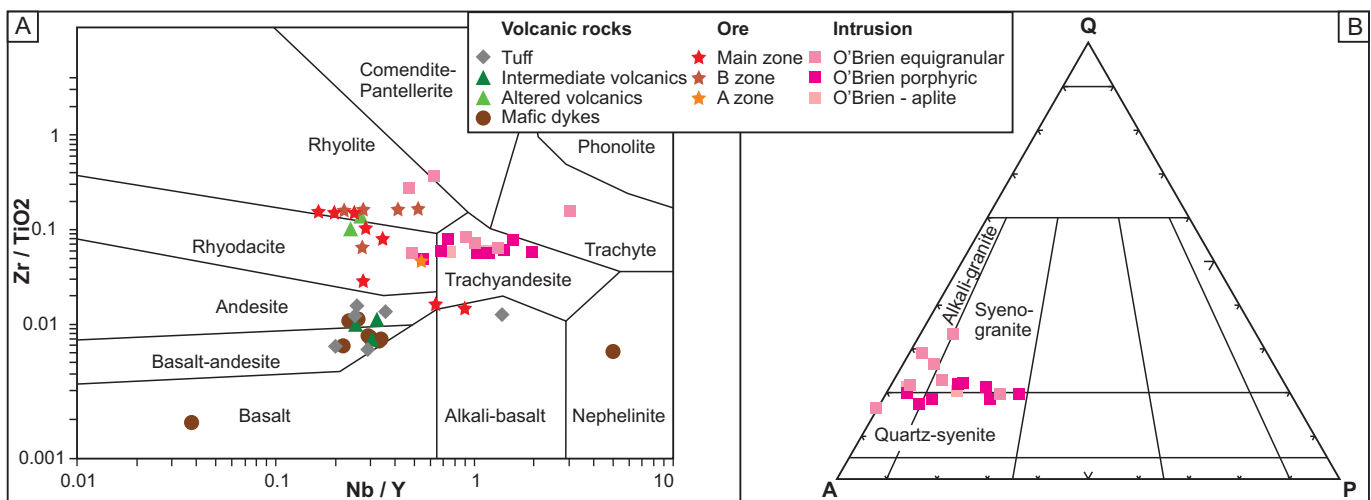 A
Volcanic rocks
Tuff
Intermediate volcanics
Altered volcanics
Mafic dykes
Ore
Main zone
B zone
A zone
Intrusion
O'Brien equigranular
O'Brien porphyric
O'Brien - aplite
Zr / TiO2
1
0.1
0.01
0.001
Comendite-
Pantellerite
Rhyolite
Phonolite
Rhyodacite
Trachyte
Trachyandesite
Andesite
Basalt-andesite
Basalt
Alkali-basalt
Nephelinite
0.01
0.1
1
10
Nb / Y
B
Q
Alkali-granite
Syeno-
granite
Quartz-syenite
A
P